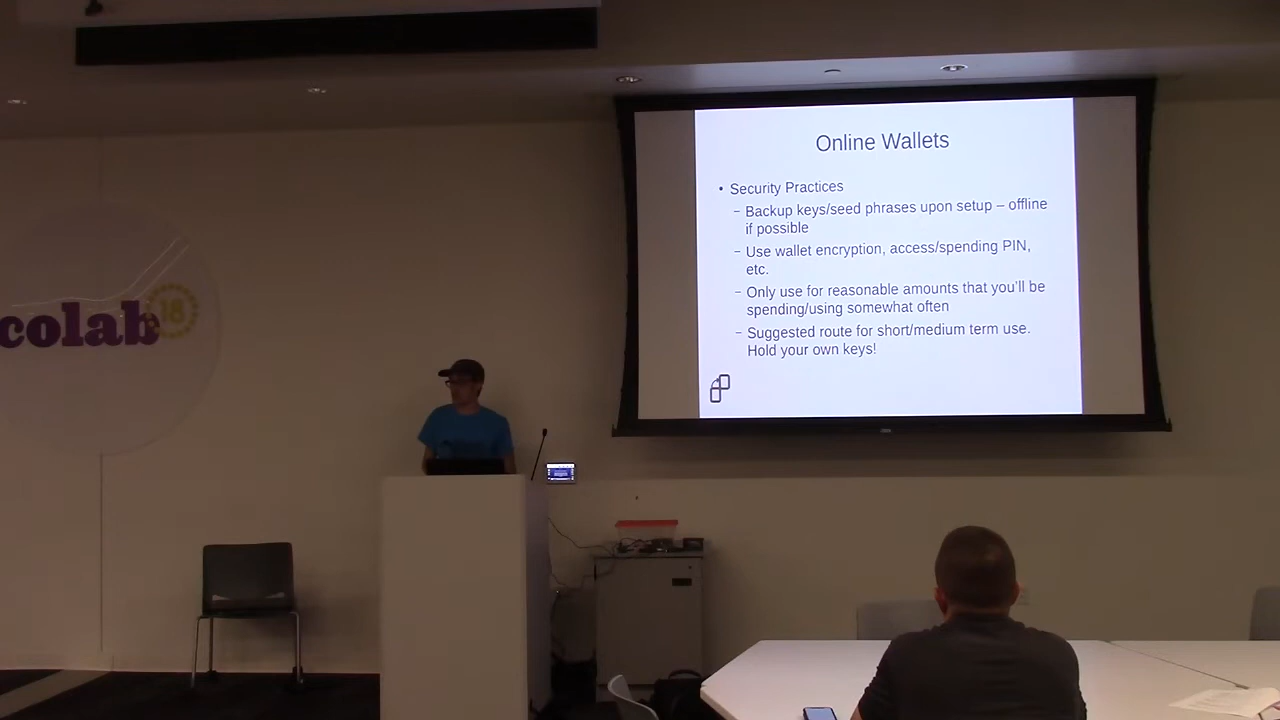 Online Wallets
• Security Practices
– Backup keys/seed phrases upon setup – offline
if possible
– Use wallet encryption, access/spending PIN,
etc.
– Only use for reasonable amounts that you'll be
spending/using somewhat often
– Suggested route for short/medium term use.
Hold your own keys!
colab
18